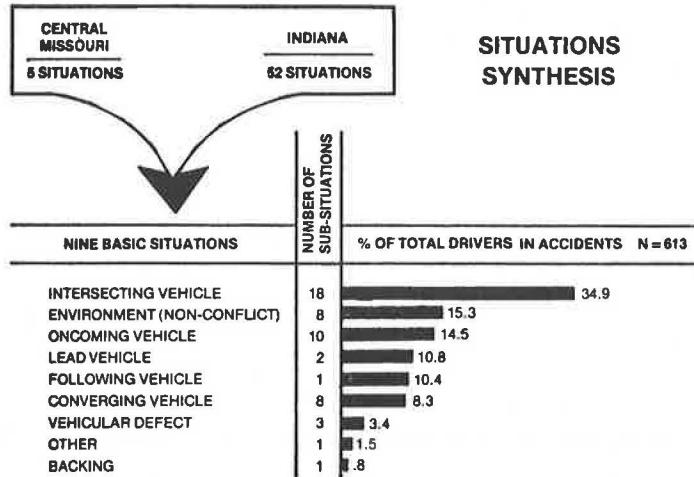 CENTRAL
MISSOURI
5 SITUATIONS
INDIANA
52 SITUATIONS
SITUATIONS
SYNTHESIS
NINE BASIC SITUATIONS
NUMBER OF
SUB-SITUATIONS
% OF TOTAL DRIVERS IN ACCIDENTS N = 613
INTERSECTING VEHICLE 18 34.9
ENVIRONMENT (NON-CONFLICT) 8 15.3
ONCOMING VEHICLE 10 14.5
LEAD VEHICLE 2 10.8
FOLLOWING VEHICLE 1 10.4
CONVERGING VEHICLE 8 8.3
VEHICULAR DEFECT 3 3.4
OTHER 1 1.5
BACKING 1 .8